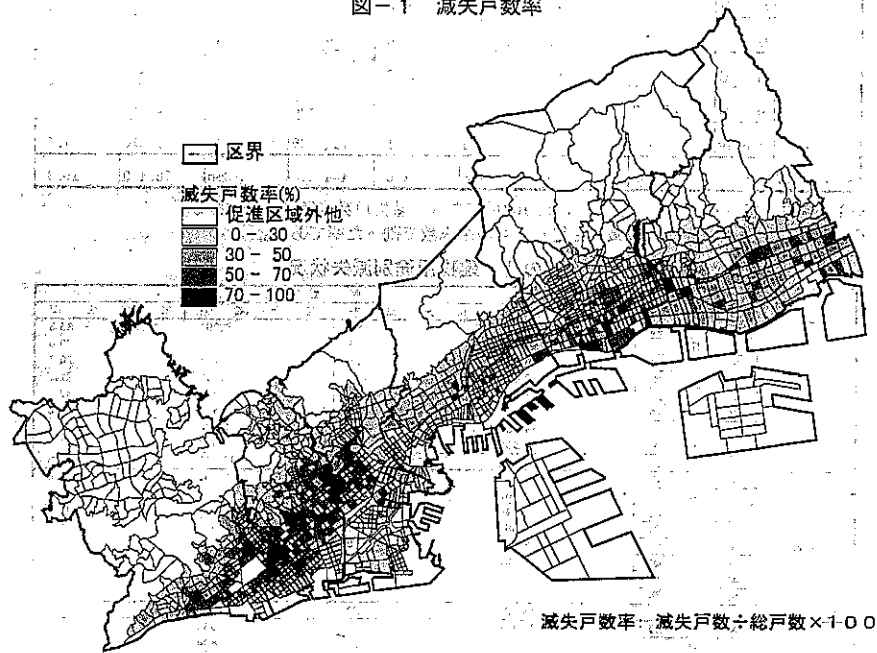 図－1 滅失戸数率
区界
滅失戸数率(%)
促進区域外他
0 - 30
30 - 50
50 - 70
70 - 100
滅失戸数率：滅失戸数÷総戸数×１００